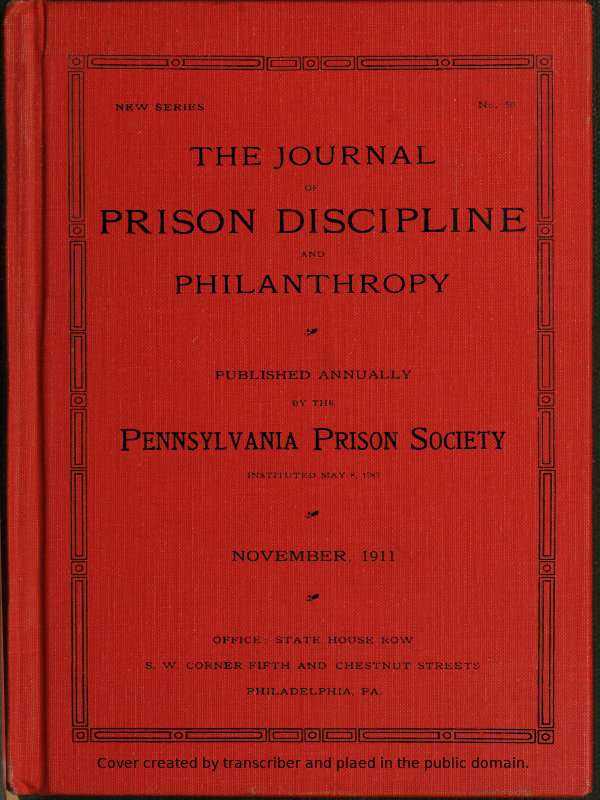 NEW SERIES No. 50
THE JOURNAL
OF
PRISON DISCIPLINE
AND
PHILANTHROPY
PUBLISHED ANNUALLY
BY THE
PENNSYLVANIA PRISON SOCIETY
INSTITUTED MAY 8, 1787
NOVEMBER, 1911
OFFICE: STATE HOUSE ROW
S. W. CORNER FIFTH AND CHESTNUT STREETS
PHILADELPHIA, PA.
Cover created by transcriber and plaed in the public domain.